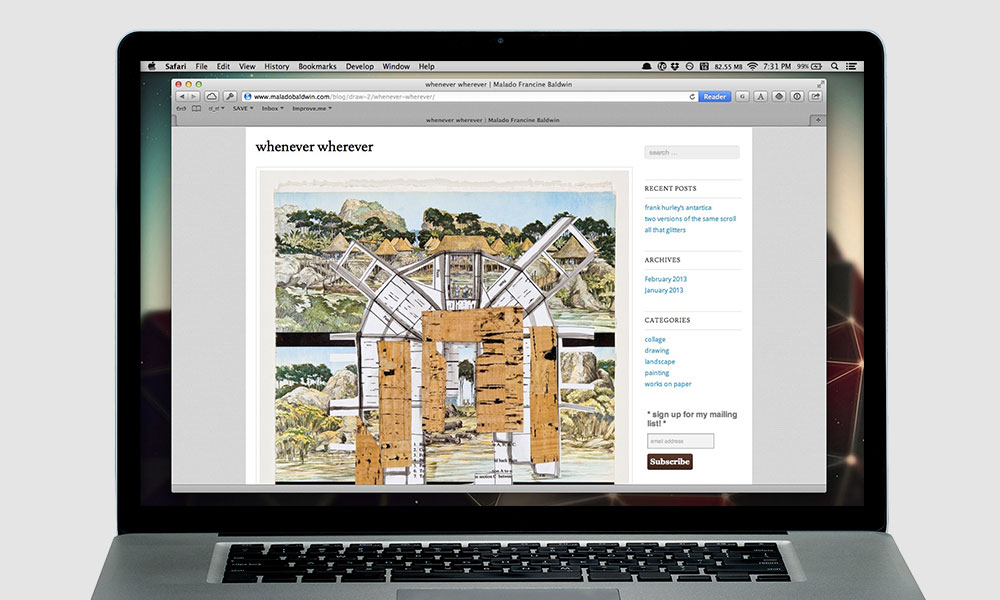 Safari File Edit View History Bookmarks Develop Window Help 82.55 MB 7:31 PM 99%
whenever wherever | Malado Francine Baldwin
www.maladobaldwin.com/blog/draw-2/whenever-wherever/ Reader
SAVE Inbox Improve.me
whenever wherever | Malado Francine Baldwin
whenever wherever
search ...
RECENT POSTS
frank hurley's antartica
two versions of the same scroll
all that glitters
ARCHIVES
February 2013
January 2013
CATEGORIES
collage
drawing
landscape
painting
works on paper
* sign up for my mailing
list! *
email address
Subscribe